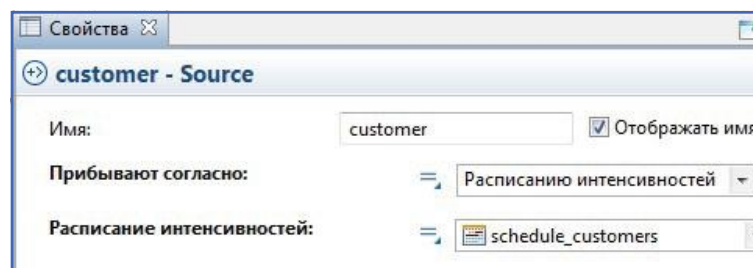 Свойства
customer - Source
Имя: customer Отображать имя
Прибывают согласно: Расписанию интенсивностей
Расписание интенсивностей: schedule_customers